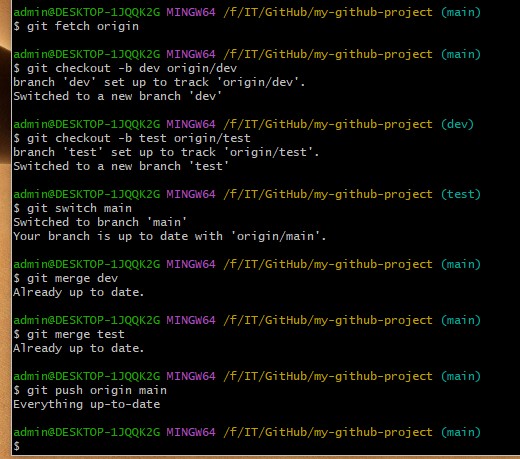 admin@DESKTOP-1JQQK2G MINGW64 /f/IT/GitHub/my-github-project (main)
$ git fetch origin
admin@DESKTOP-1JQQK2G MINGW64 /f/IT/GitHub/my-github-project (main)
$ git checkout -b dev origin/dev
branch 'dev' set up to track 'origin/dev'.
Switched to a new branch 'dev'
admin@DESKTOP-1JQQK2G MINGW64 /f/IT/GitHub/my-github-project (dev)
$ git checkout -b test origin/test
branch 'test' set up to track 'origin/test'.
Switched to a new branch 'test'
admin@DESKTOP-1JQQK2G MINGW64 /f/IT/GitHub/my-github-project (test)
$ git switch main
Switched to branch 'main'
Your branch is up to date with 'origin/main'.
admin@DESKTOP-1JQQK2G MINGW64 /f/IT/GitHub/my-github-project (main)
$ git merge dev
Already up to date.
admin@DESKTOP-1JQQK2G MINGW64 /f/IT/GitHub/my-github-project (main)
$ git merge test
Already up to date.
admin@DESKTOP-1JQQK2G MINGW64 /f/IT/GitHub/my-github-project (main)
$ git push origin main
Everything up-to-date
admin@DESKTOP-1JQQK2G MINGW64 /f/IT/GitHub/my-github-project (main)
$